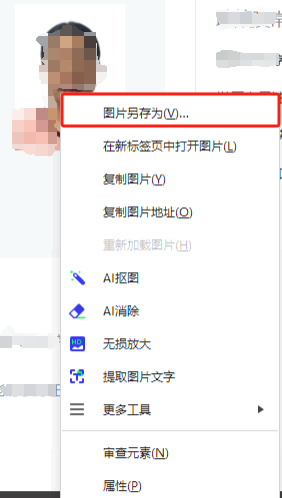 图片另存为(V)...
在新标签页中打开图片(L)
复制图片(Y)
复制图片地址(O)
重新加载图片(H)
AI抠图
AI消除
HD 无损放大
提取图片文字
更多工具
审查元素(N)
属性(P)